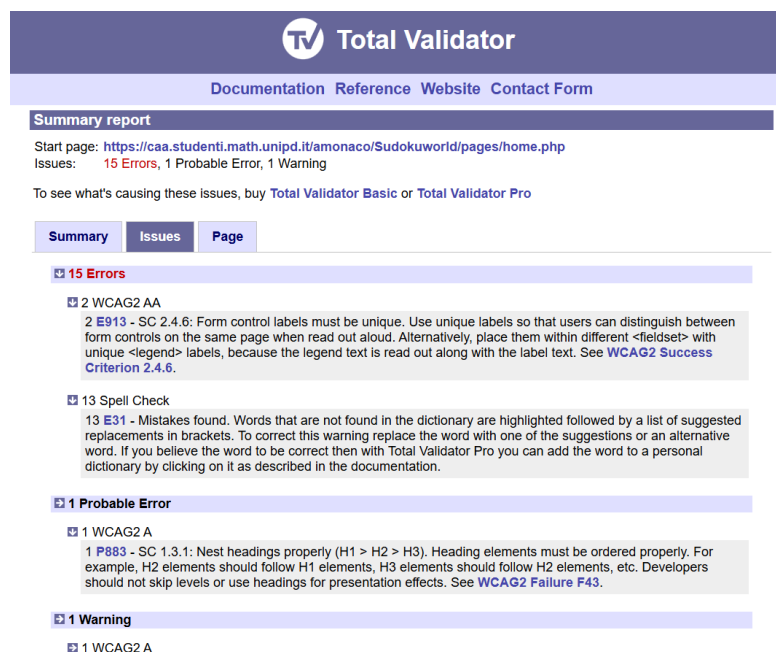 TV Total Validator
Documentation Reference Website Contact Form
Summary report
Start page: https://caa.studenti.math.unipd.it/amonaco/Sudokuworld/pages/home.php
Issues: 15 Errors, 1 Probable Error, 1 Warning
To see what's causing these issues, buy Total Validator Basic or Total Validator Pro
Summary Issues Page
15 Errors
2 WCAG2 AA
2 E913 - SC 2.4.6: Form control labels must be unique. Use unique labels so that users can distinguish between
form controls on the same page when read out aloud. Alternatively, place them within different <fieldset> with
unique <legend> labels, because the legend text is read out along with the label text. See WCAG2 Success
Criterion 2.4.6.
13 Spell Check
13 E31 - Mistakes found. Words that are not found in the dictionary are highlighted followed by a list of suggested
replacements in brackets. To correct this warning replace the word with one of the suggestions or an alternative
word. If you believe the word to be correct then with Total Validator Pro you can add the word to a personal
dictionary by clicking on it as described in the documentation.
1 Probable Error
1 WCAG2 A
1 P883 - SC 1.3.1: Nest headings properly (H1 > H2 > H3). Heading elements must be ordered properly. For
example, H2 elements should follow H1 elements, H3 elements should follow H2 elements, etc. Developers
should not skip levels or use headings for presentation effects. See WCAG2 Failure F43.
1 Warning
1 WCAG2 A